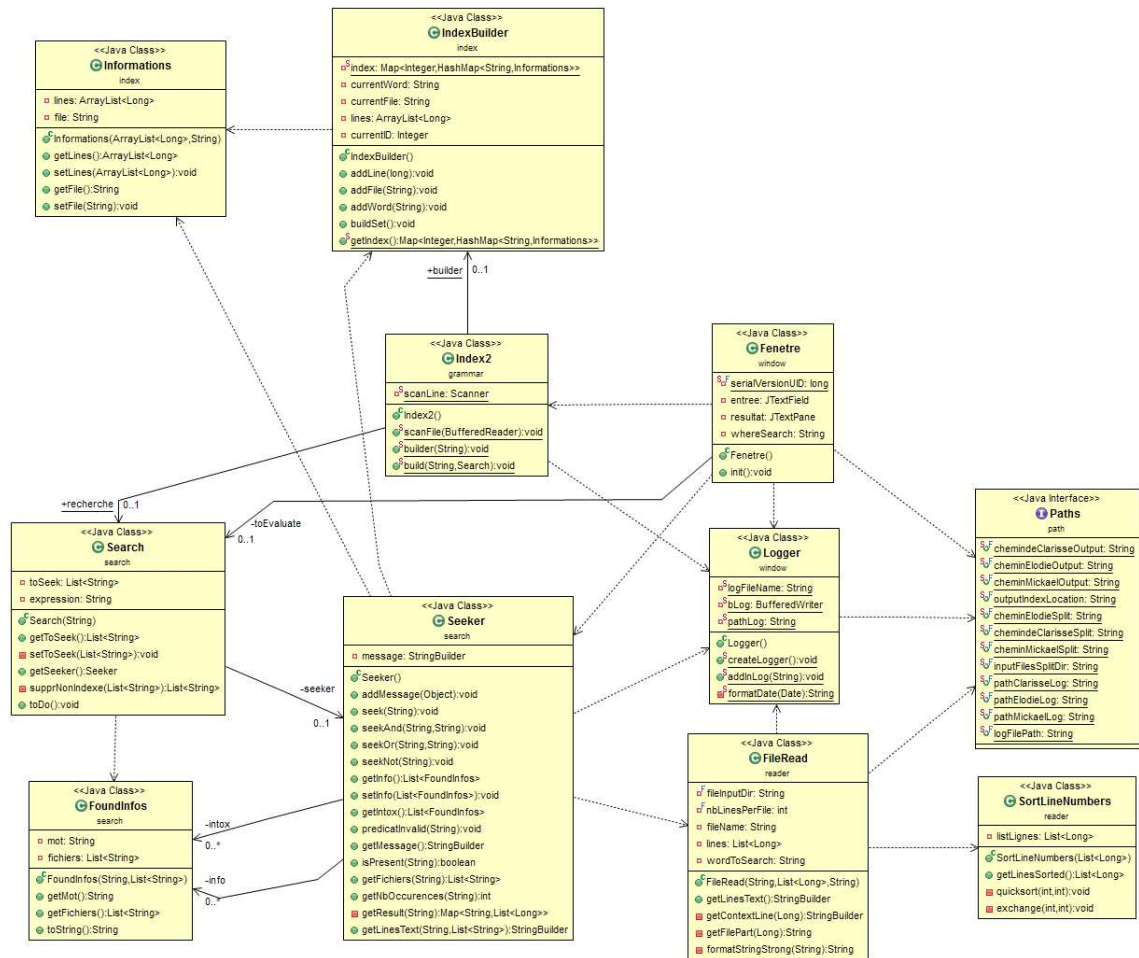 <<Java Class>>
Informations
index
lines: ArrayList<Long>
file: String
Informations(ArrayList<Long>,String)
getLines():ArrayList<Long>
setLines(ArrayList<Long>):void
getFile():String
setFile(String):void
<<Java Class>>
IndexBuilder
index
index: Map<Integer,HashMap<String,Informations>>
currentWord: String
currentFile: String
lines: ArrayList<Long>
currentID: Integer
IndexBuilder()
addLine(long):void
addFile(String):void
addWord(String):void
buildSet():void
getIndex():Map<Integer,HashMap<String,Informations>>
+builder
0..1
<<Java Class>>
Index2
grammar
scanLine: Scanner
Index2()
scanFile(BufferedReader):void
builder(String):void
build(String,Search):void
<<Java Class>>
Fenetre
window
serialVersionUID: long
entree: JTextField
resultat: JTextPane
whereSearch: String
Fenetre()
init():void
+recherche
0..1
-toEvaluate
0..1
<<Java Class>>
Search
search
toSeek: List<String>
expression: String
Search(String)
getToSeek():List<String>
setToSeek(List<String>):void
getSeeker():Seeker
supprNonIndexe(List<String>):List<String>
toDo():void
<<Java Class>>
Logger
window
logFileName: String
bLog: BufferedWriter
pathLog: String
Logger()
createLogger():void
addInLog(String):void
formatDate(Date):String
<<Java Interface>>
Paths
path
chemindeClarisseOutput: String
cheminElodieOutput: String
cheminMickaelOutput: String
outputIndexLocation: String
cheminElodieSplit: String
chemindeClarisseSplit: String
cheminMickaelSplit: String
inputFilesSplitDir: String
pathClarisseLog: String
pathElodieLog: String
pathMickaelLog: String
logFilePath: String
-seeker
0..1
<<Java Class>>
Seeker
search
message: StringBuilder
Seeker()
addMessage(Object):void
seek(String):void
seekAnd(String,String):void
seekOr(String,String):void
seekNot(String):void
getInfo():List<FoundInfos>
setInfo(List<FoundInfos>):void
getIntox():List<FoundInfos>
predicatInvalid(String):void
getMessage():StringBuilder
isPresent(String):boolean
getFichiers(String):List<String>
getNbOccurences(String):int
getResult(String):Map<String,List<Long>>
getLinesText(String,List<String>):StringBuilder
<<Java Class>>
FoundInfos
search
mot: String
fichiers: List<String>
FoundInfos(String,List<String>)
getMot():String
getFichiers():List<String>
toString():String
-intox
0..*
-info
0..*
<<Java Class>>
FileRead
reader
fileInputDir: String
nbLinesPerFile: int
fileName: String
lines: List<Long>
wordToSearch: String
FileRead(String,List<Long>,String)
getLinesText():StringBuilder
getContextLine(Long):StringBuilder
getFilePart(Long):String
formatStringStrong(String):String
<<Java Class>>
SortLineNumbers
reader
listLignes: List<Long>
SortLineNumbers(List<Long>)
getLinesSorted():List<Long>
quicksort(int,int):void
exchange(int,int):void